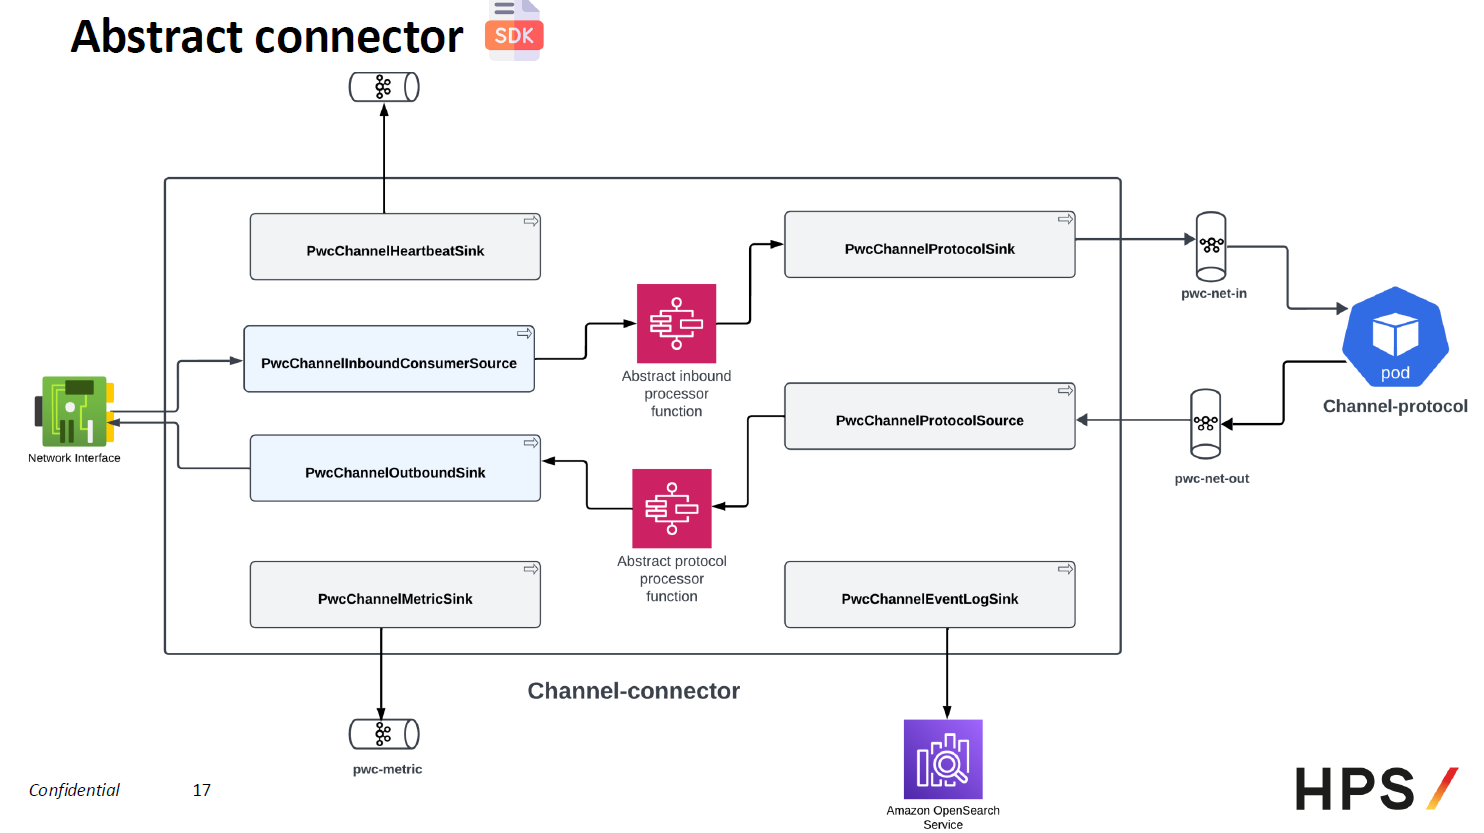 Abstract connector
SDK
PwcChannelHeartbeatSink
PwcChannelProtocolSink
pwc-net-in
PwcChannelInboundConsumerSource
Abstract inbound
processor
function
pod
Channel-protocol
PwcChannelProtocolSource
Network Interface
PwcChannelOutboundSink
pwc-net-out
Abstract protocol
processor
function
PwcChannelMetricSink
PwcChannelEventLogSink
Channel-connector
pwc-metric
Amazon OpenSearch
Service
Confidential
17
HPS